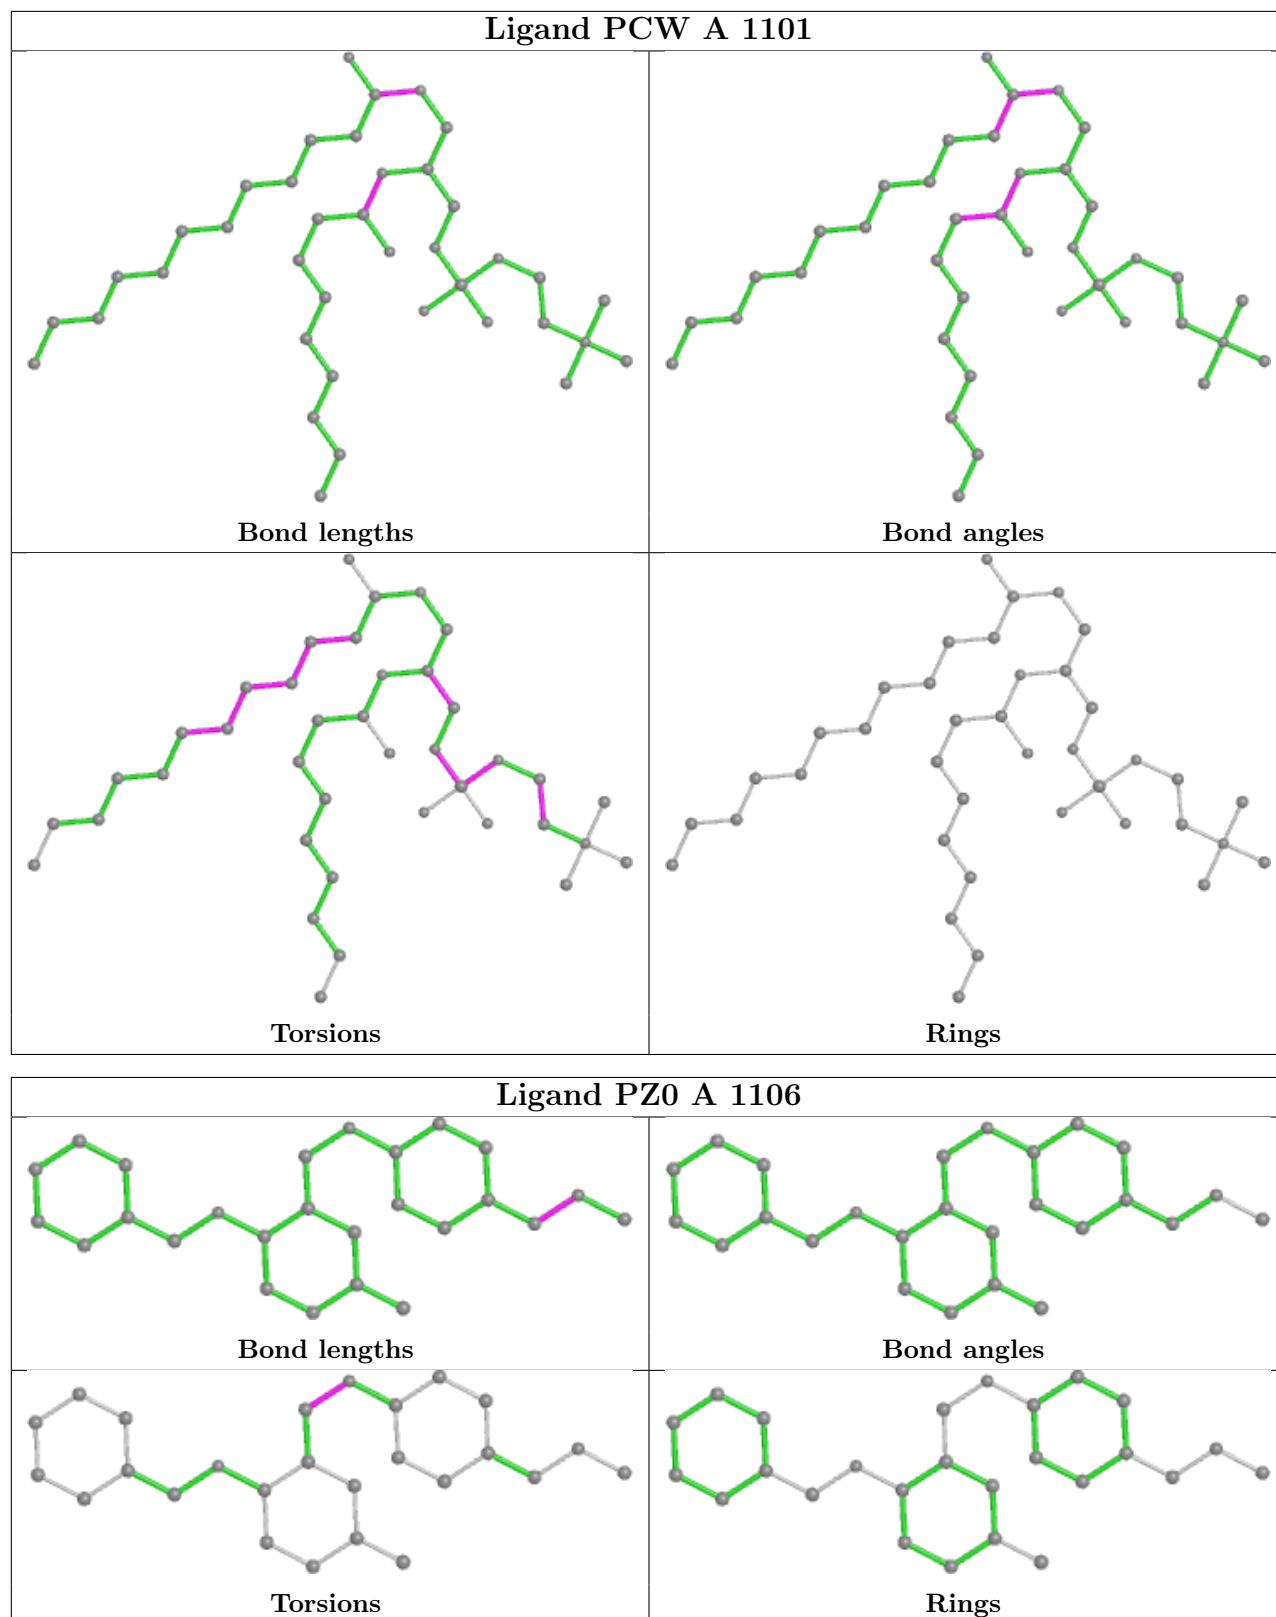 Ligand PCW A 1101
Bond lengths
Bond angles
Torsions
Rings
Ligand PZ0 A 1106
Bond lengths
Bond angles
Torsions
Rings